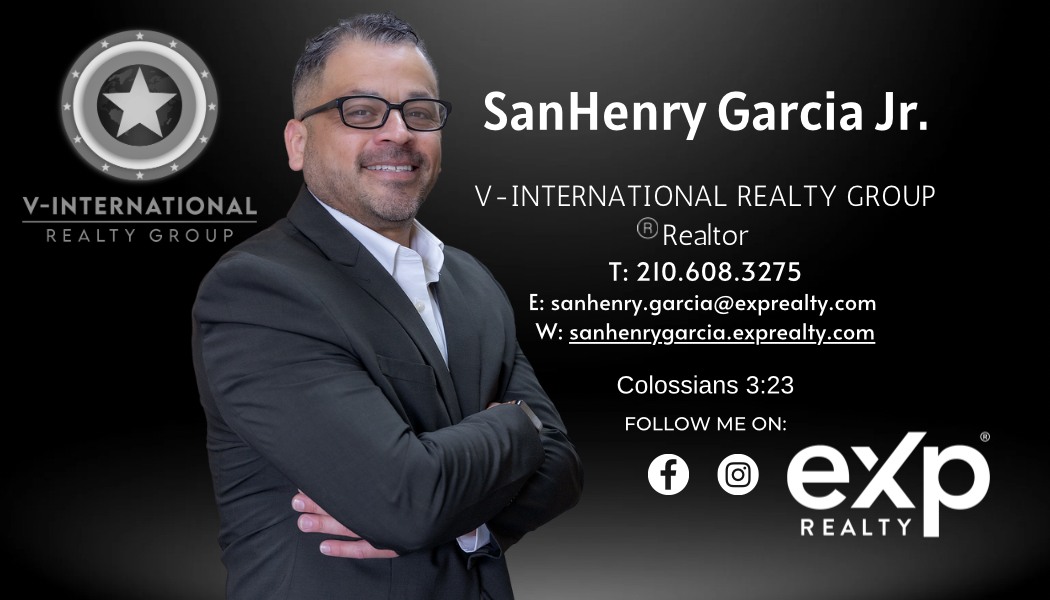 V-INTERNATIONAL
REALTY GROUP
SanHenry Garcia Jr.
V-INTERNATIONAL REALTY GROUP
®Realtor
T: 210.608.3275
E: sanhenry.garcia@exprealty.com
W: sanhenrygarcia.exprealty.com
Colossians 3:23
FOLLOW ME ON:
eXp®
REALTY